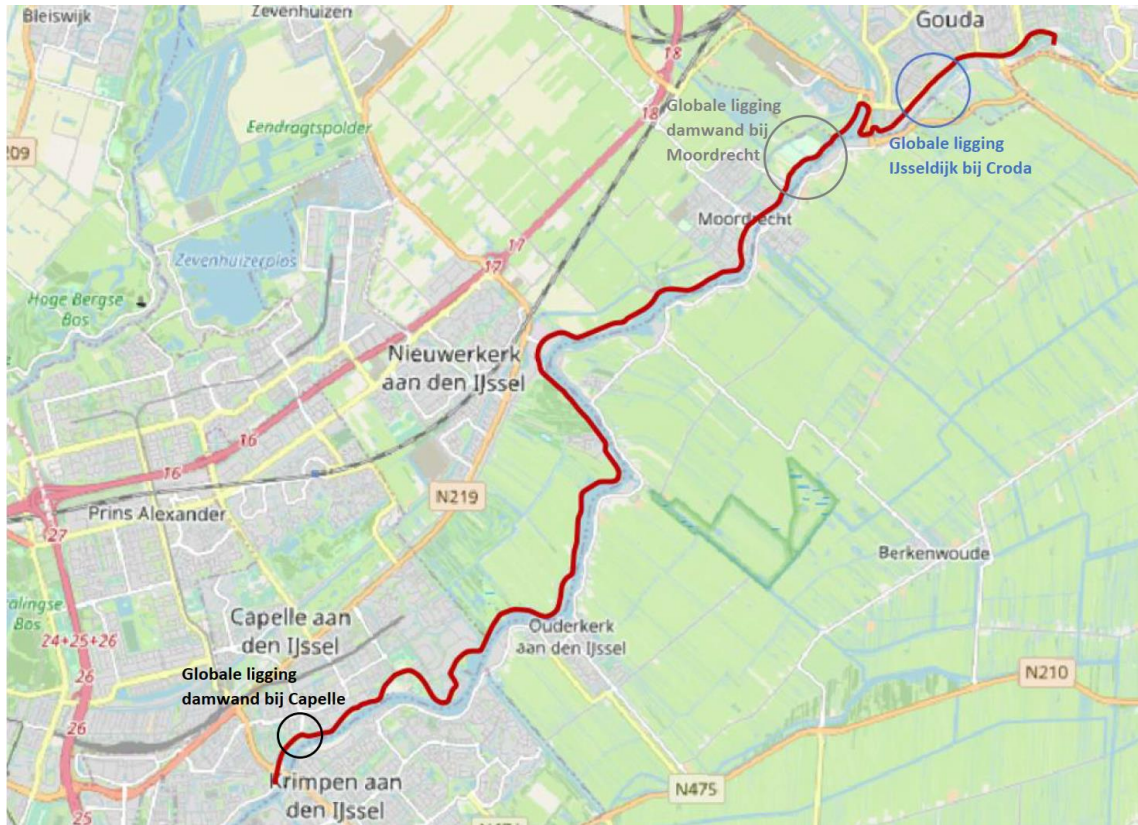 Bleiswijk
Zevenhuizen
Gouda
18
18
Globale ligging
damwand bij
Moordrecht
Globale ligging
IJsseldijk bij Croda
Eendragtspolder
209
Moordrecht
17
17
Zevenhuizerplas
Hoge Bergse
Bos
Nieuwerkerk
aan den IJssel
16
16
N219
Prins Alexander
27
Berkenwoude
Capelle aan
den IJssel
Ouderkerk
aan den IJssel
Bos
24+25+26
26
Globale ligging
damwand bij Capelle
N210
26
Krimpen aan
den IJssel
N475
25